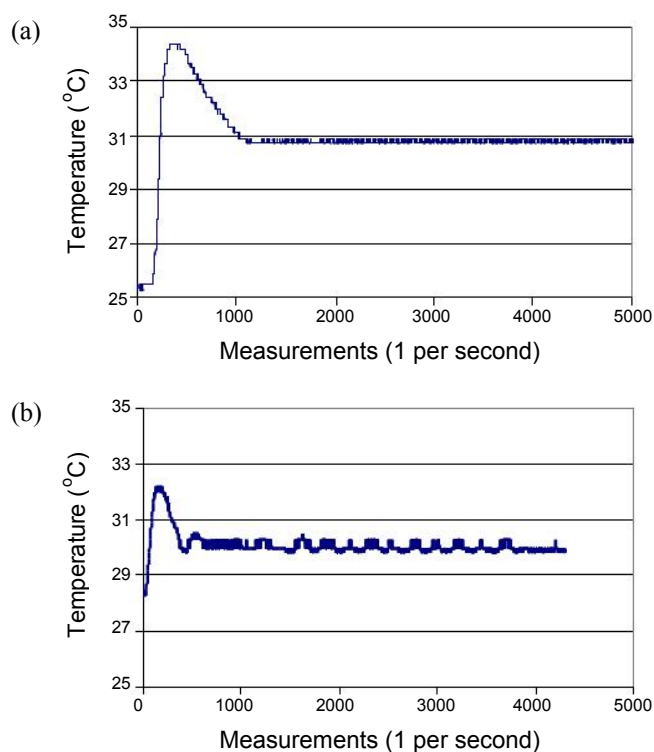 (a)
Temperature (°C)
35
33
31
29
27
25
0 1000 2000 3000 4000 5000
Measurements (1 per second)
(b)
Temperature (°C)
35
33
31
29
27
25
0 1000 2000 3000 4000 5000
Measurements (1 per second)